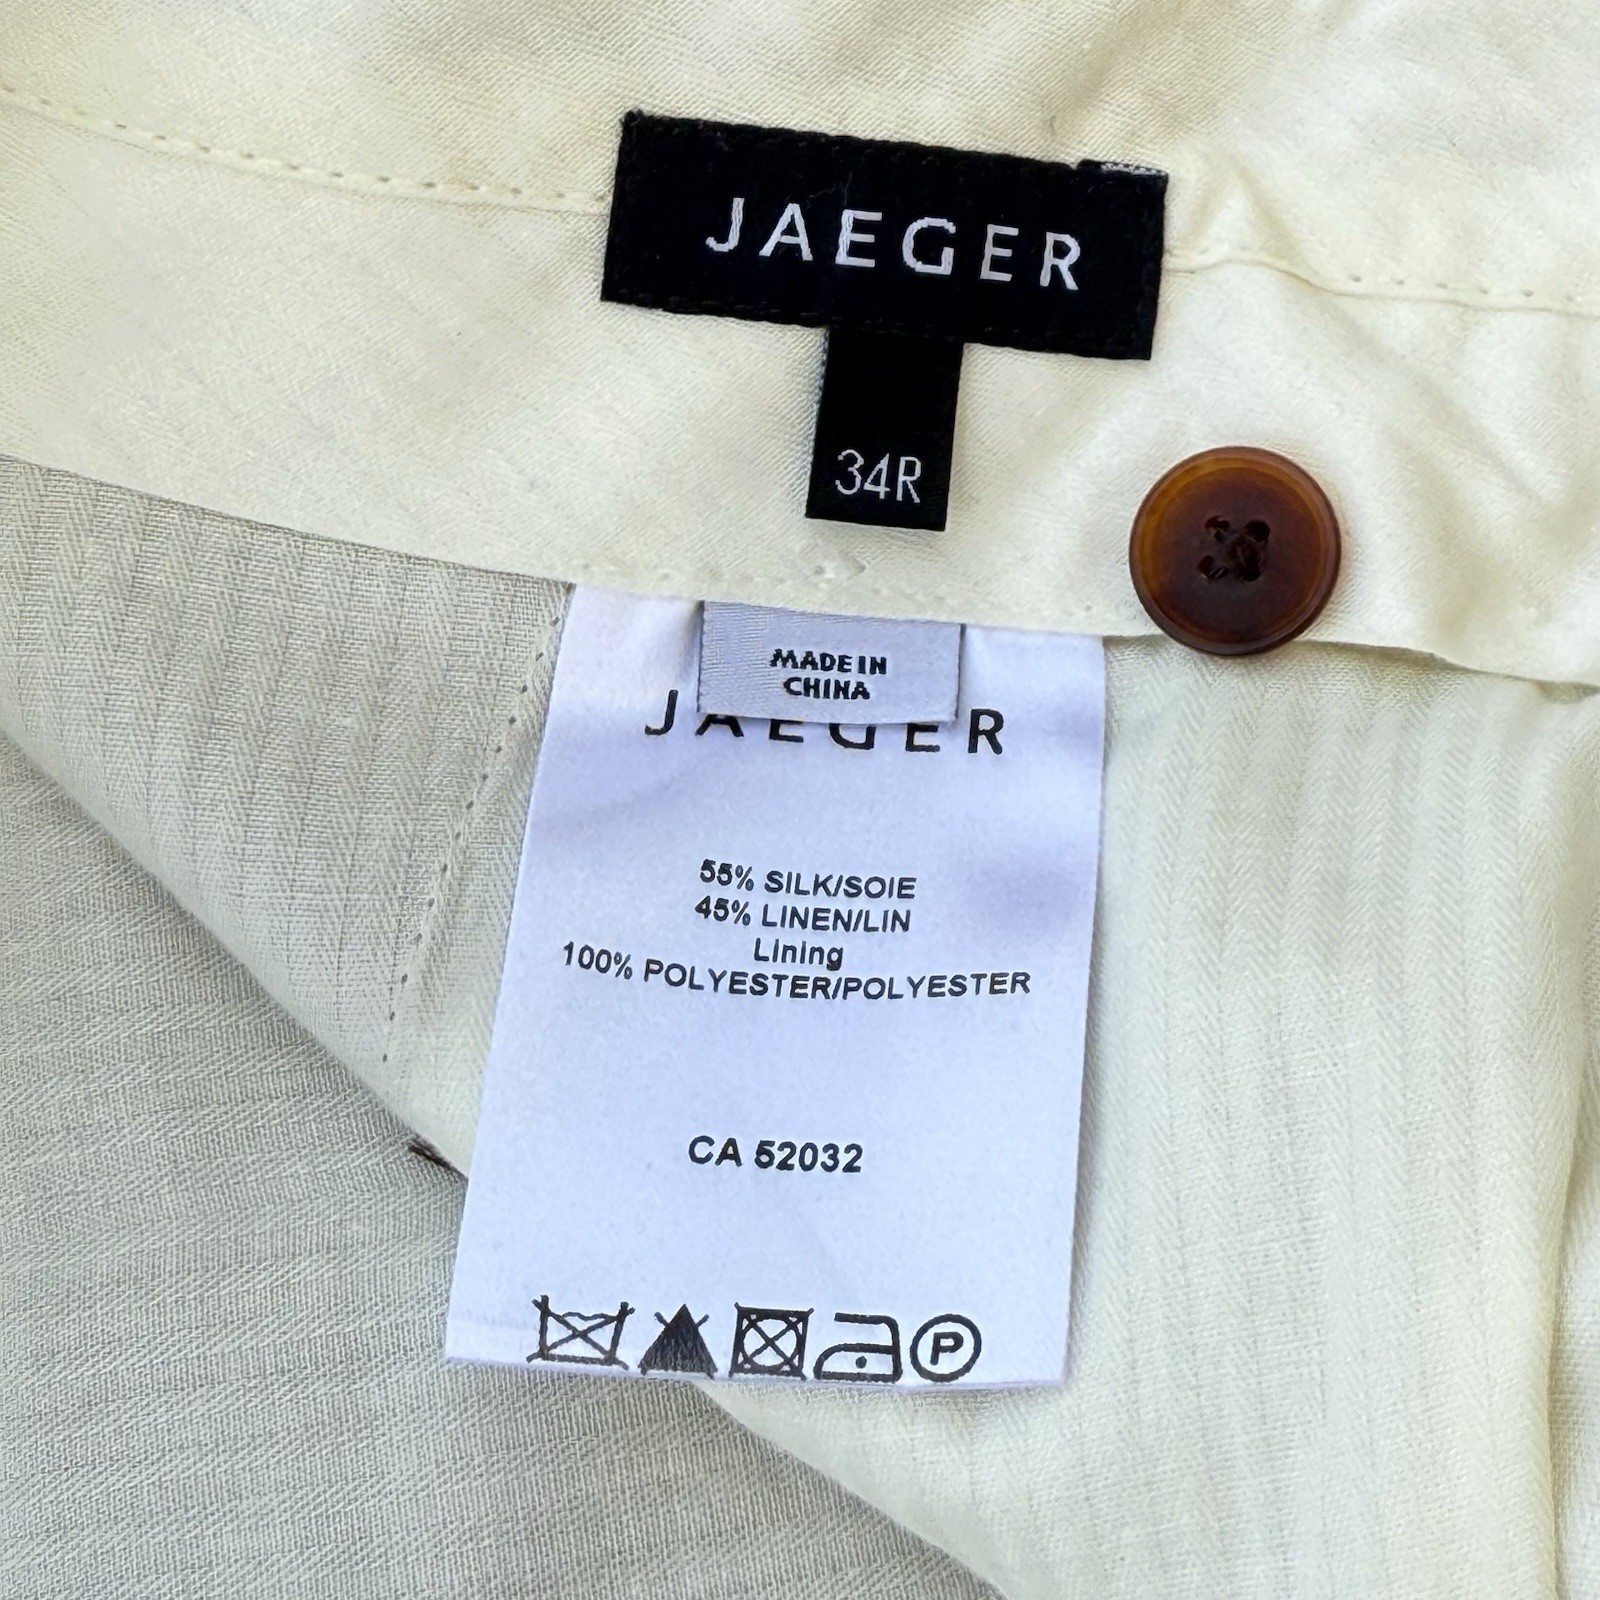 JAEGER
34R
MADE IN
CHINA
JAEGER
55% SILK/SOIE
45% LINEN/LIN
Lining
100% POLYESTER/POLYESTER
CA 52032
P